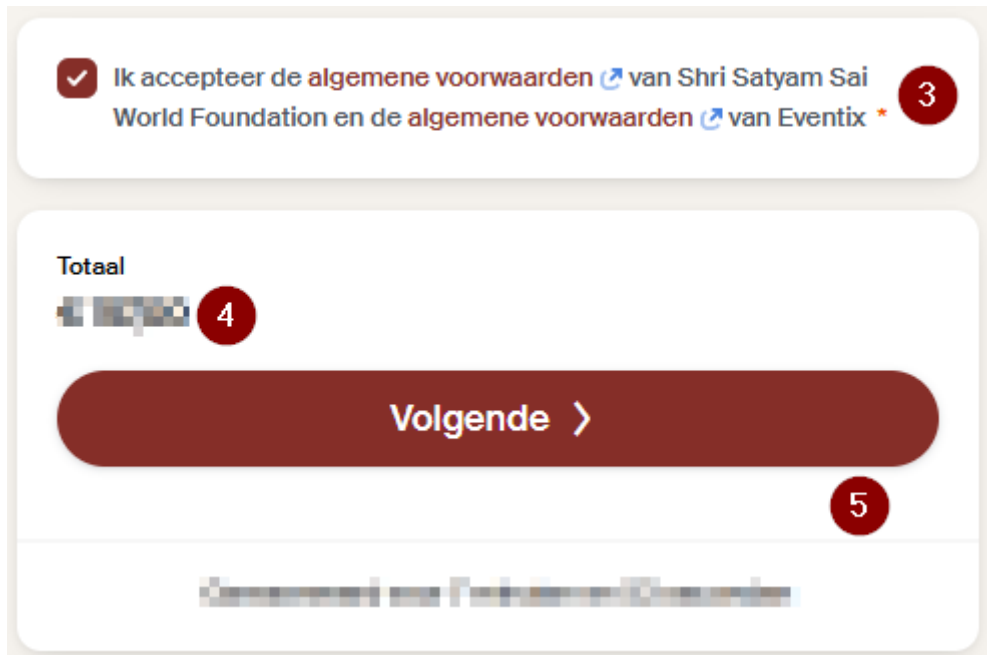 Ik accepteer de algemene voorwaarden van Shri Satyam Sai
World Foundation en de algemene voorwaarden van Eventix *
3
Totaal
4
Volgende
5